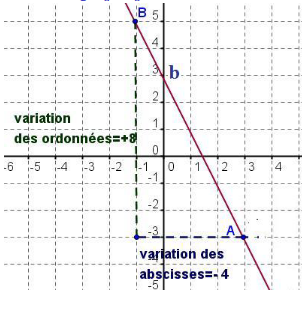 B
5
4
b
3
2
variation
1
des ordonnées=+8
-6 -5 -4 -3 -2 -1 0 1 2 3 4
-1
-2
-3
A
variation des
abscisses=- 4
-5